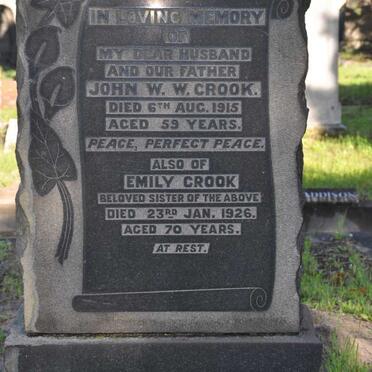 IN LOVING MEMORY
OF
MY DEAR HUSBAND
AND OUR FATHER
JOHN W. W. CROOK.
DIED 6TH AUG. 1915
AGED 59 YEARS.
PEACE, PERFECT PEACE.
ALSO OF
EMILY CROOK
BELOVED SISTER OF THE ABOVE
DIED 23RD JAN. 1926.
AGED 70 YEARS.
AT REST.